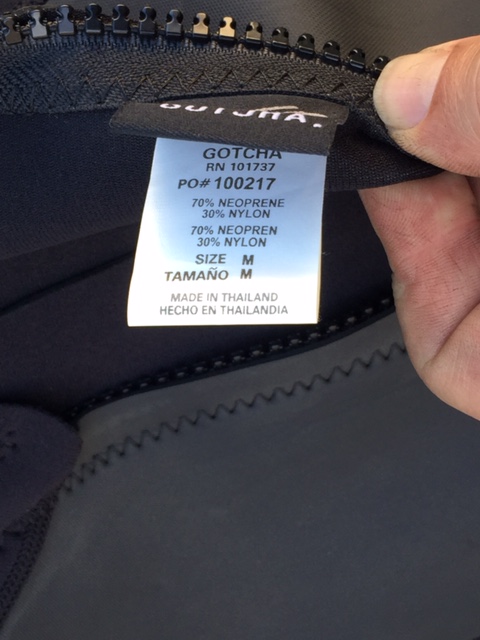 GOTCHA.
GOTCHA
RN 101737
PO# 100217
70% NEOPRENE
30% NYLON
70% NEOPREN
30% NYLON
SIZE M
TAMAÑO M
MADE IN THAILAND
HECHO EN THAILANDIA